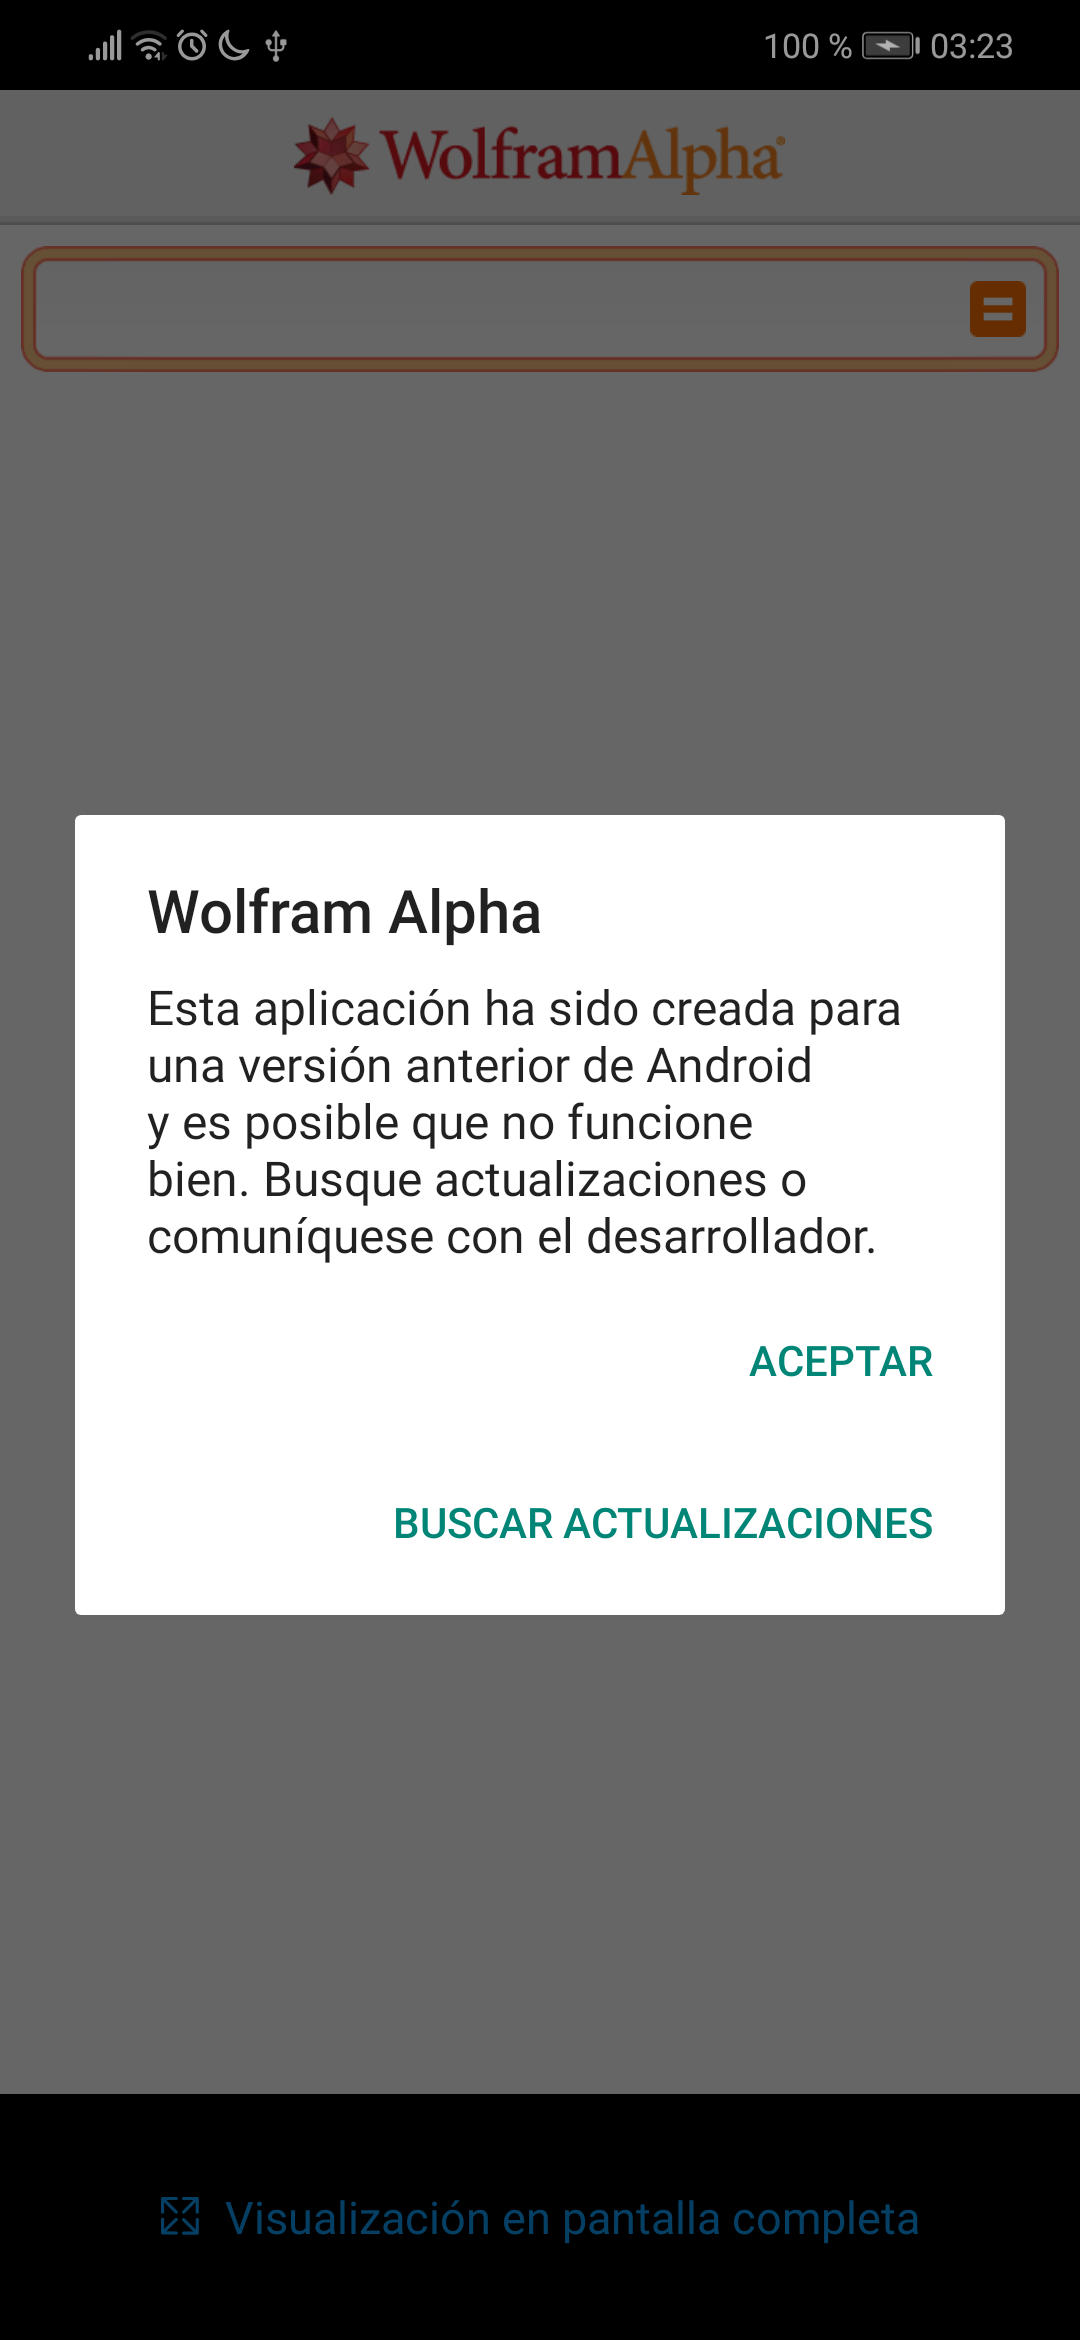 100 % 03:23
WolframAlpha
Wolfram Alpha
Esta aplicación ha sido creada para
una versión anterior de Android
y es posible que no funcione
bien. Busque actualizaciones o
comuníquese con el desarrollador.
ACEPTAR
BUSCAR ACTUALIZACIONES
Visualización en pantalla completa